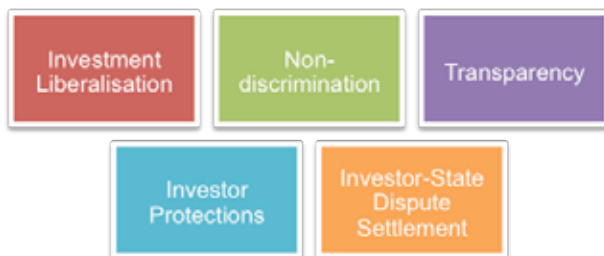 Investment
Liberalisation
Non-
discrimination
Transparency
Investor
Protections
Investor-State
Dispute
Settlement